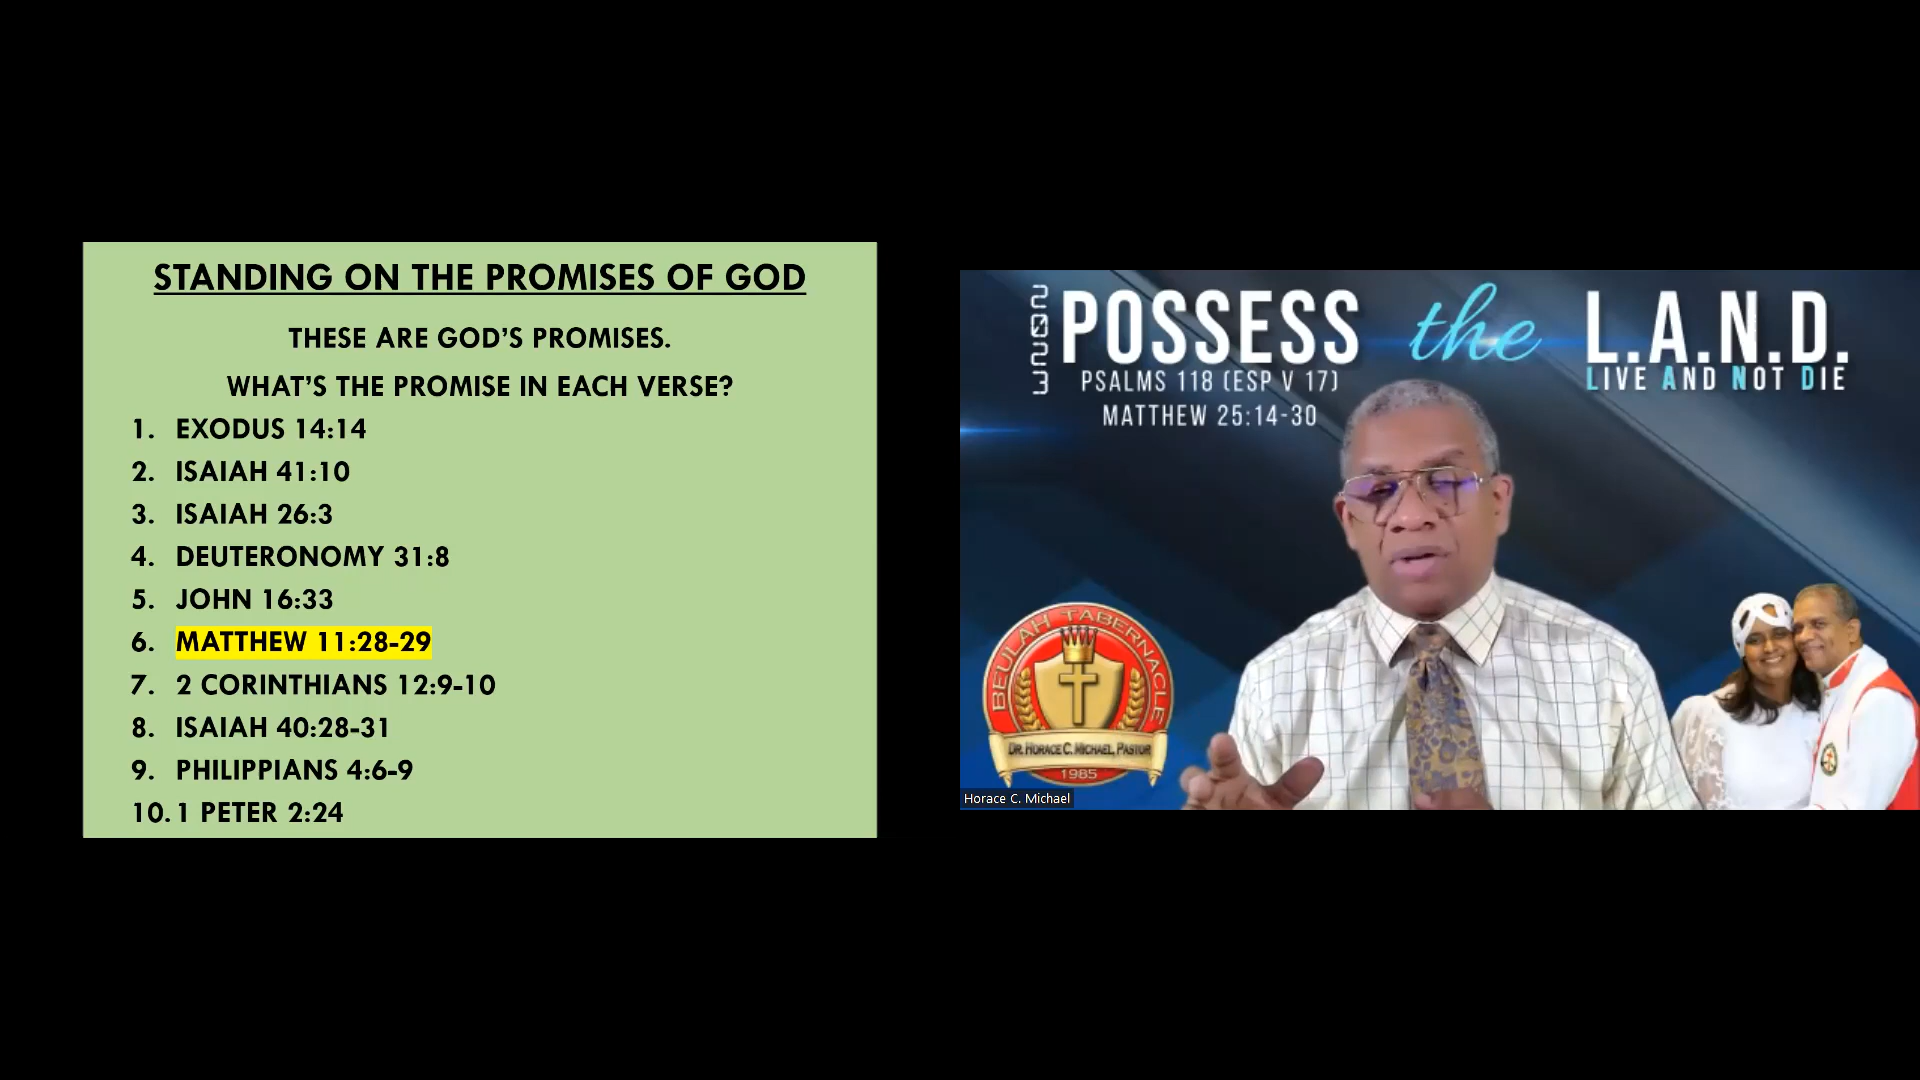 STANDING ON THE PROMISES OF GOD
THESE ARE GOD'S PROMISES.
WHAT'S THE PROMISE IN EACH VERSE?
1. EXODUS 14:14
2. ISAIAH 41:10
3. ISAIAH 26:3
4. DEUTERONOMY 31:8
5. JOHN 16:33
6. MATTHEW 11:28-29
7. 2 CORINTHIANS 12:9-10
8. ISAIAH 40:28-31
9. PHILIPPIANS 4:6-9
10. 1 PETER 2:24
2023
POSSESS the L.A.N.D.
LIVE AND NOT DIE
PSALMS 118 (ESP V 17)
MATTHEW 25:14-30
BEULAH TABERNACLE
DR. HORACE C. MICHAEL, PASTOR
1985
Horace C. Michael